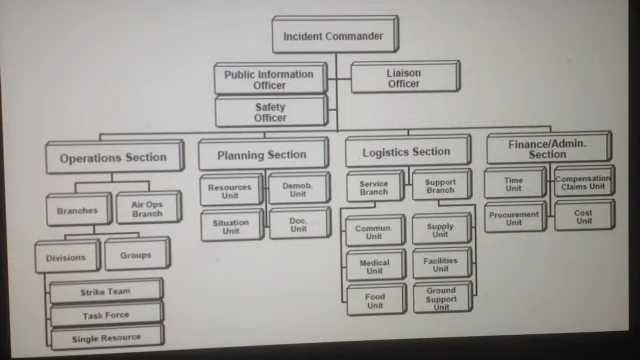 Incident Commander
Public Information
Officer
Liaison
Officer
Safety
Officer
Operations Section
Planning Section
Logistics Section
Finance/Admin.
Section
Branches
Air Ops
Branch
Divisions
Groups
Strike Team
Task Force
Single Resource
Resources
Unit
Demob.
Unit
Situation
Unit
Doc.
Unit
Service
Branch
Support
Branch
Commun.
Unit
Supply
Unit
Medical
Unit
Facilities
Unit
Food
Unit
Ground
Support
Unit
Time
Unit
Compensation
Claims Unit
Procurement
Unit
Cost
Unit